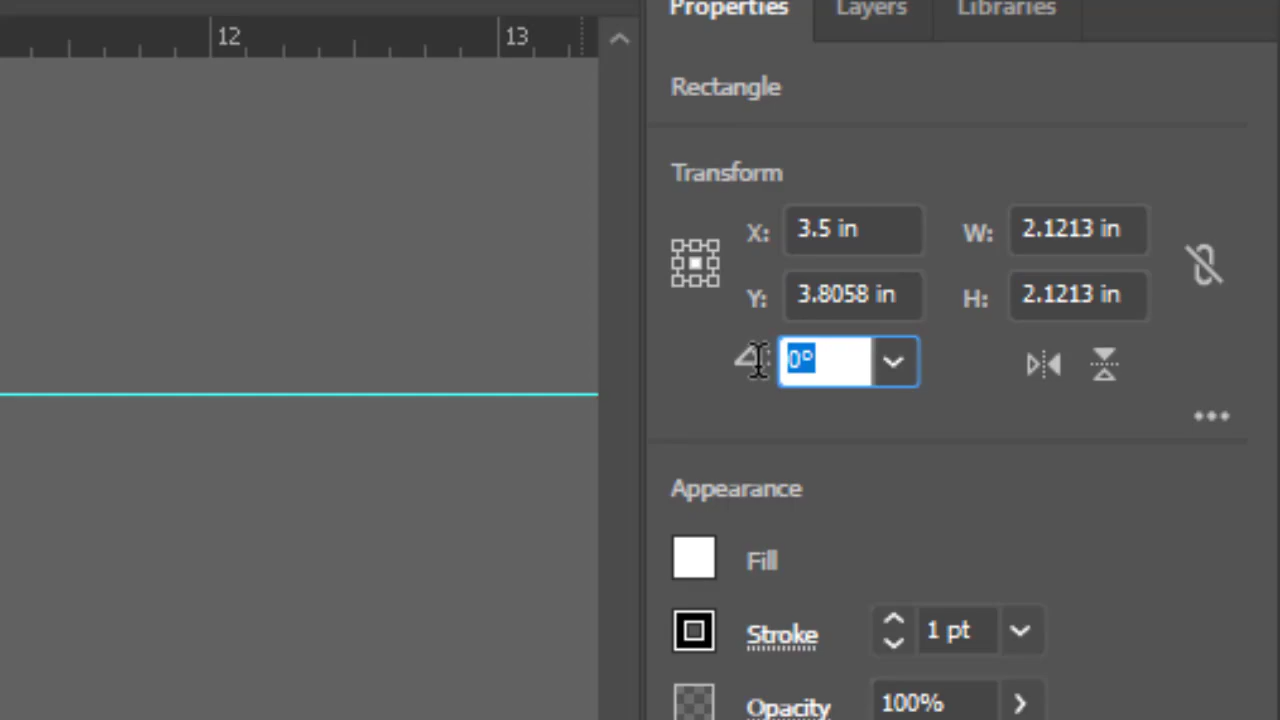 Properties Layers Libraries
12 13
Rectangle
Transform
X: 3.5 in W: 2.1213 in
Y: 3.8058 in H: 2.1213 in
0°
Appearance
Fill
Stroke 1 pt
Opacity 100%